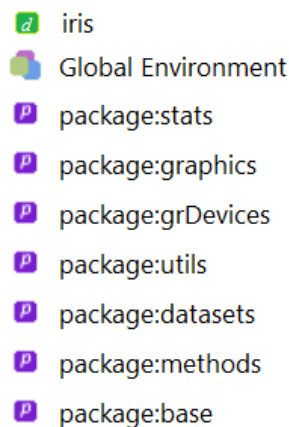 iris
Global Environment
package:stats
package:graphics
package:grDevices
package:utils
package:datasets
package:methods
package:base